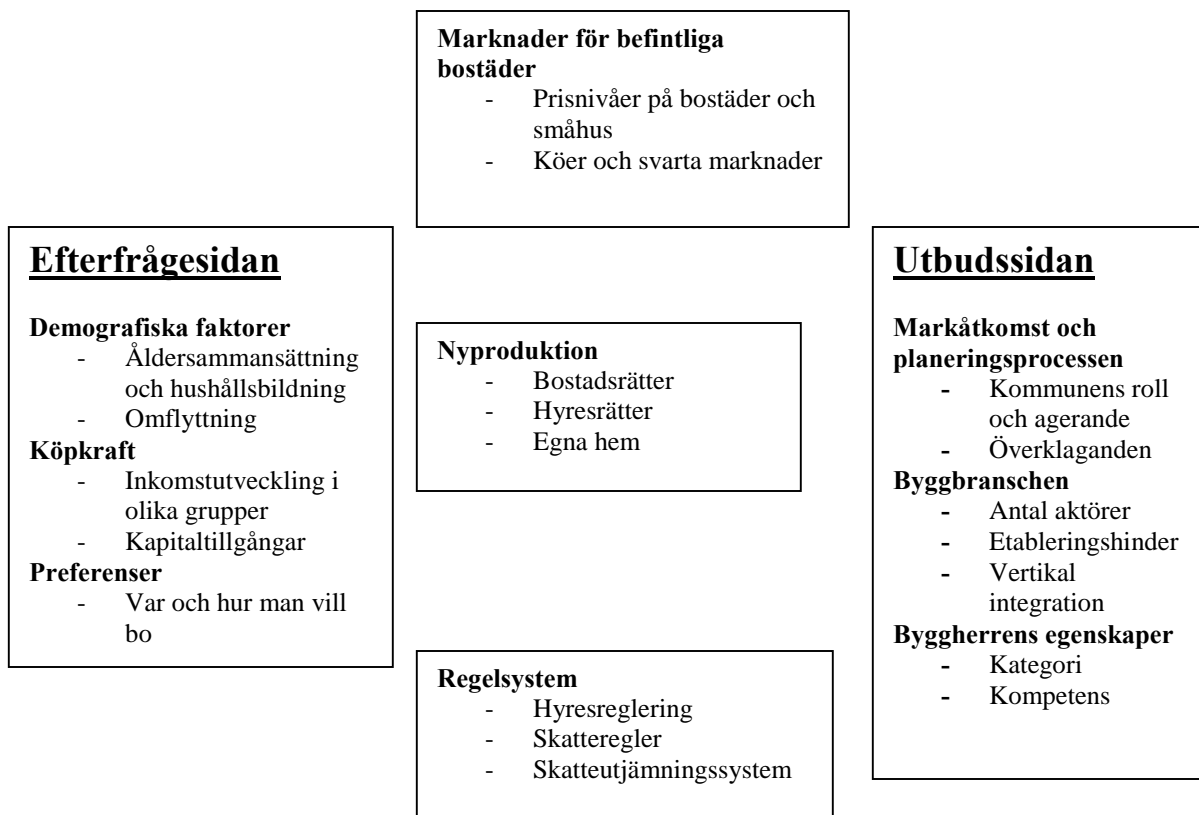 Marknader för befintliga
bostäder
- Prisnivåer på bostäder och
småhus
- Köer och svarta marknader
Efterfrågesidan
Demografiska faktorer
- Åldersammansättning
och hushållsbildning
- Omflyttning
Köpkraft
- Inkomstutveckling i
olika grupper
- Kapitaltillgångar
Preferenser
- Var och hur man vill
bo
Nyproduktion
- Bostadsrätter
- Hyresrätter
- Egna hem
Regelsystem
- Hyresreglering
- Skatteregler
- Skatteutjämningssystem
Utbudssidan
Markåtkomst och
planeringsprocessen
- Kommunens roll
och agerande
- Överklaganden
Byggbranschen
- Antal aktörer
- Etableringshinder
- Vertikal
integration
Byggherrens egenskaper
- Kategori
- Kompetens